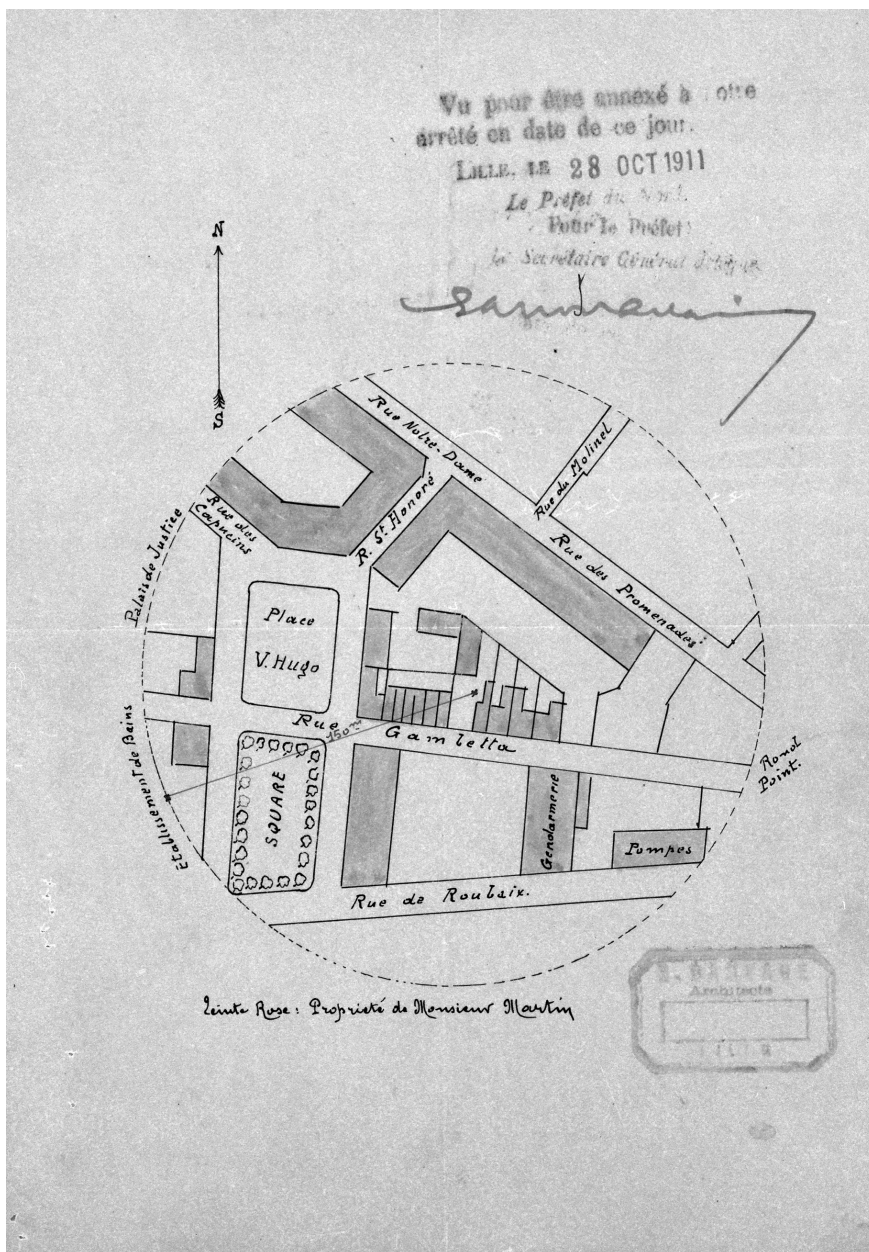 Vu pour être annexé à
arrêté en date de ce jour.
LILLE, LE 28 OCT 1911
Le Préfet du Nord.
Pour le Préfet:
Secrétaire Général
N
S
Rue Notre-Dame
Rue du Molinel
Rue des
Capucins
R. St. Honoré
Rue des Promenades.
Palais de Justice
Place
V. Hugo
Rue Gambetta
150m
Etablissement de Bains
SQUARE
Gendarmerie
Rond
Point.
Pompes
Rue de Roubaix.
Teinte Rose: Propriété de Monsieur Martin
Architecte